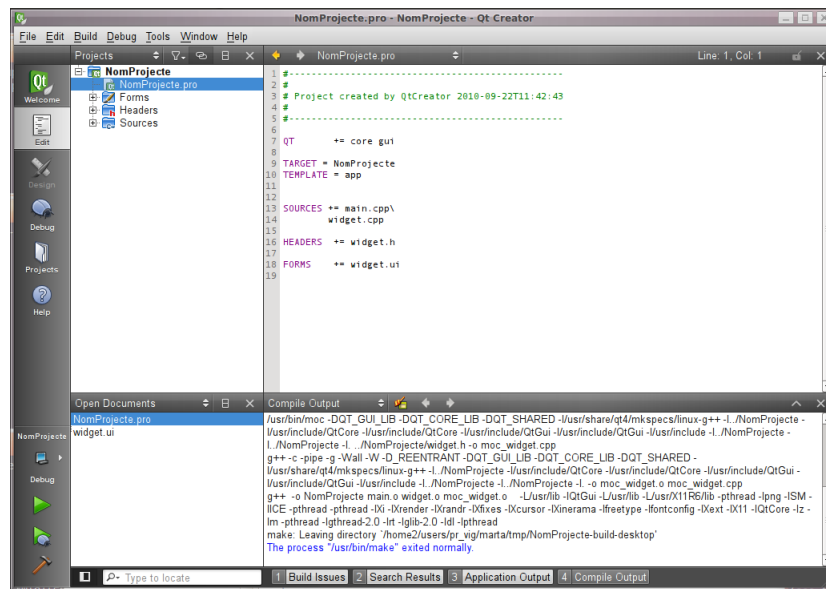 NomProjecte.pro - NomProjecte - Qt Creator
File Edit Build Debug Tools Window Help
Projects
NomProjecte.pro
Line: 1, Col: 1
NomProjecte
NomProjecte.pro
Forms
Headers
Sources
Qt
Welcome
Edit
Design
Debug
Projects
Help
1 #---------------------------------------------------
2 #
3 # Project created by QtCreator 2010-09-22T11:42:43
4 #
5 #---------------------------------------------------
6
7 QT += core gui
8
9 TARGET = NomProjecte
10 TEMPLATE = app
11
12
13 SOURCES += main.cpp\
14 widget.cpp
15
16 HEADERS += widget.h
17
18 FORMS += widget.ui
19
Open Documents
NomProjecte.pro
widget.ui
Compile Output
/usr/bin/moc -DQT_GUI_LIB -DQT_CORE_LIB -DQT_SHARED -I/usr/share/qt4/mkspecs/linux-g++ -I../NomProjecte -
I/usr/include/QtCore -I/usr/include/QtCore -I/usr/include/QtGui -I/usr/include/QtGui -I/usr/include -I../NomProjecte -
I../NomProjecte -I. ../NomProjecte/widget.h -o moc_widget.cpp
g++ -c -pipe -g -Wall -W -D_REENTRANT -DQT_GUI_LIB -DQT_CORE_LIB -DQT_SHARED -
I/usr/share/qt4/mkspecs/linux-g++ -I../NomProjecte -I/usr/include/QtCore -I/usr/include/QtCore -I/usr/include/QtGui -
I/usr/include/QtGui -I/usr/include -I../NomProjecte -I../NomProjecte -I. -o moc_widget.o moc_widget.cpp
g++ -o NomProjecte main.o widget.o moc_widget.o -L/usr/lib -lQtGui -L/usr/lib -L/usr/X11R6/lib -pthread -lpng -lSM -
lICE -pthread -pthread -lXi -lXrender -lXrandr -lXfixes -lXcursor -lXinerama -lfreetype -lfontconfig -lXext -lX11 -lQtCore -lz -
lm -pthread -lgthread-2.0 -lrt -lglib-2.0 -ldl -lpthread
make: Leaving directory `/home2/users/pr_vig/marta/tmp/NomProjecte-build-desktop'
The process "/usr/bin/make" exited normally.
NomProjecte
Debug
Type to locate
1 Build Issues 2 Search Results 3 Application Output 4 Compile Output